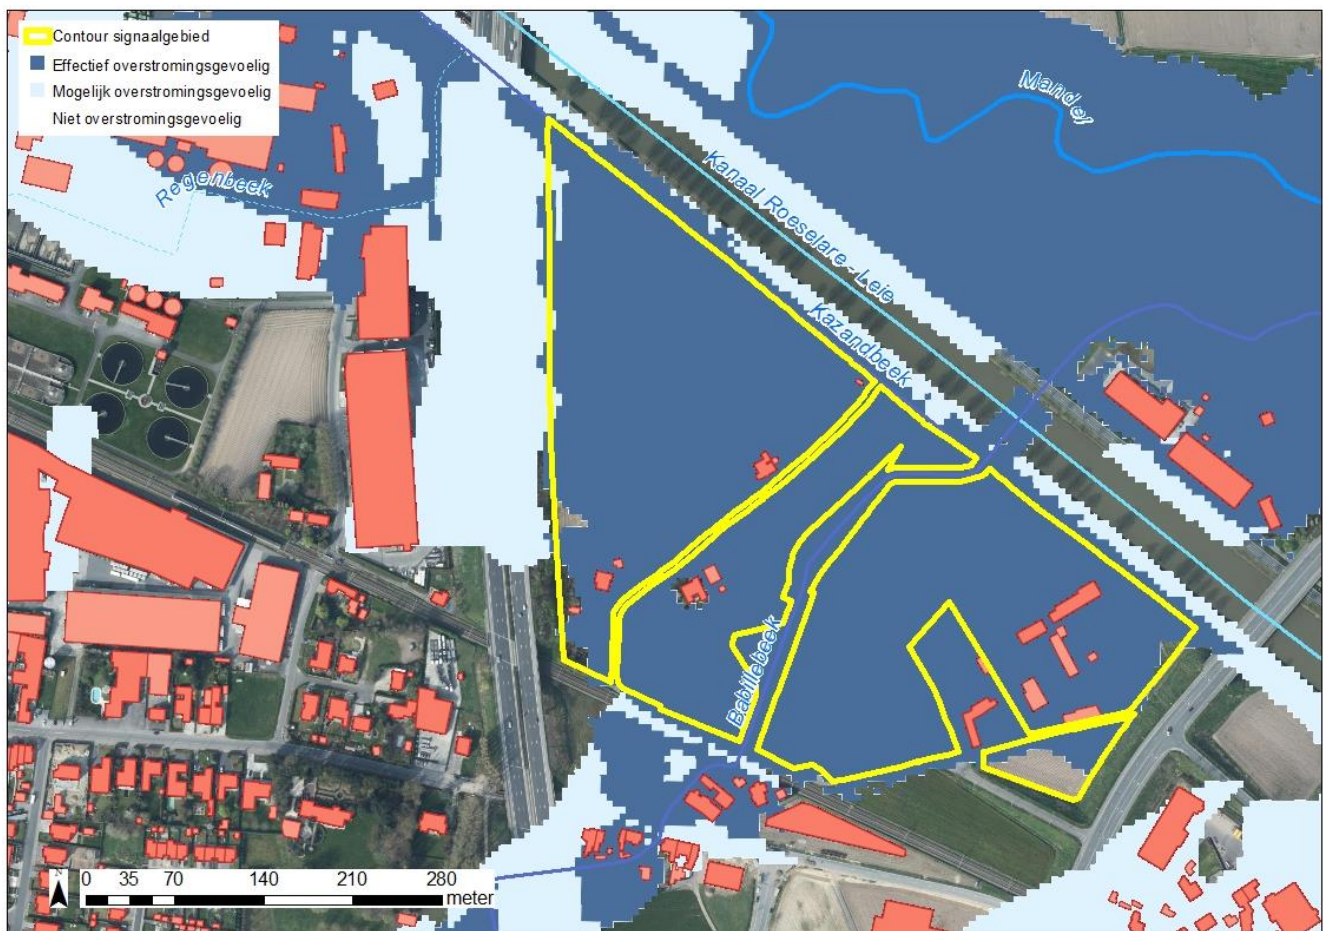 Contour signaalgebied
Effectief overstromingsgevoelig
Mogelijk overstromingsgevoelig
Niet overstromingsgevoelig
Mandel
Regenbeek
Kanaal Roeselare - Leie
Kazandbeek
Babillebeek
0 35 70 140 210 280
meter